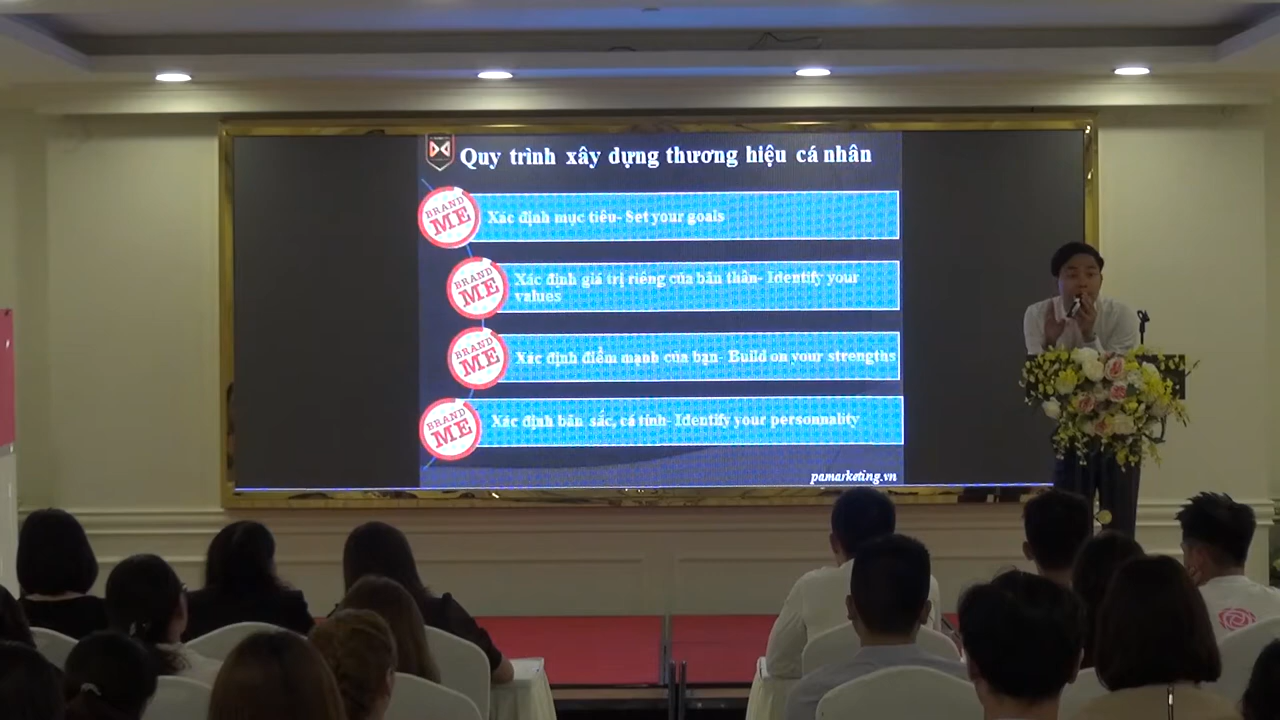 Quy trình xây dựng thương hiệu cá nhân
BRAND
ME
Xác định mục tiêu- Set your goals
BRAND
ME
Xác định giá trị riêng của bản thân- Identify your
values
BRAND
ME
Xác định điểm mạnh của bạn- Build on your strengths
BRAND
ME
Xác định bản sắc, cá tính- Identify your personnality
pamarketing.vn